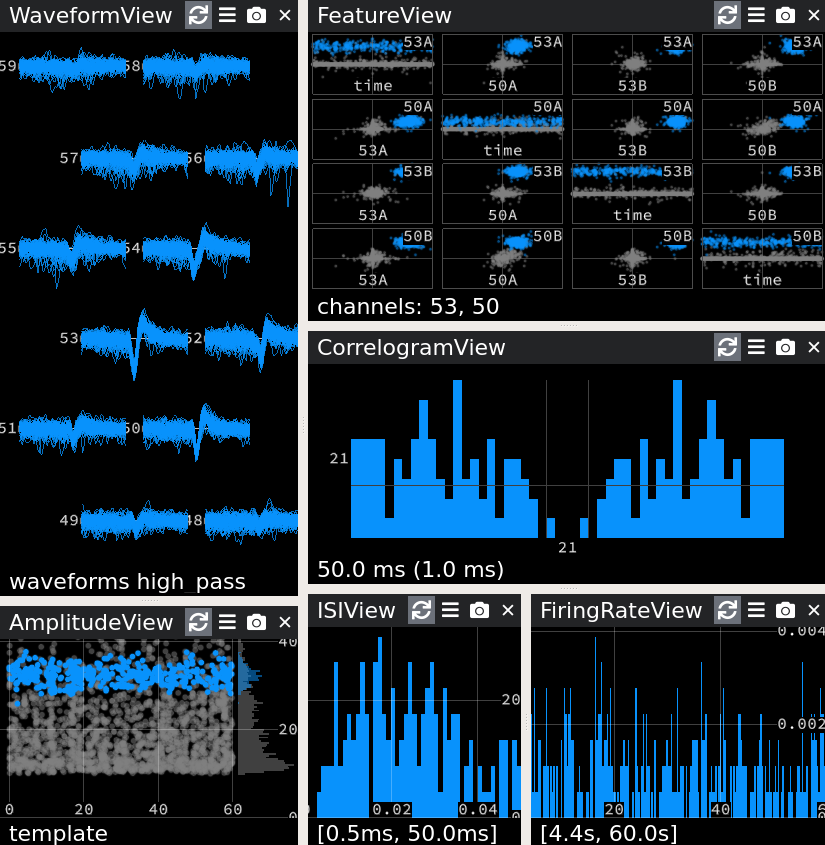 WaveformView
59 58
57 56
55 54
53 52
51 50
49 48
waveforms high_pass
FeatureView
53A 53A 53A 53A
time 50A 53B 50B
50A 50A 50A 50A
53A time 53B 50B
53B 53B 53B 53B
53A 50A time 50B
50B 50B 50B 50B
53A 50A 53B time
channels: 53, 50
CorrelogramView
21
21
50.0 ms (1.0 ms)
AmplitudeView
40
20
0
0 20 40 60
template
ISIView
20
0.02 0.04 0
[0.5ms, 50.0ms]
FiringRateView
0.004
0.002
20 40
[4.4s, 60.0s]